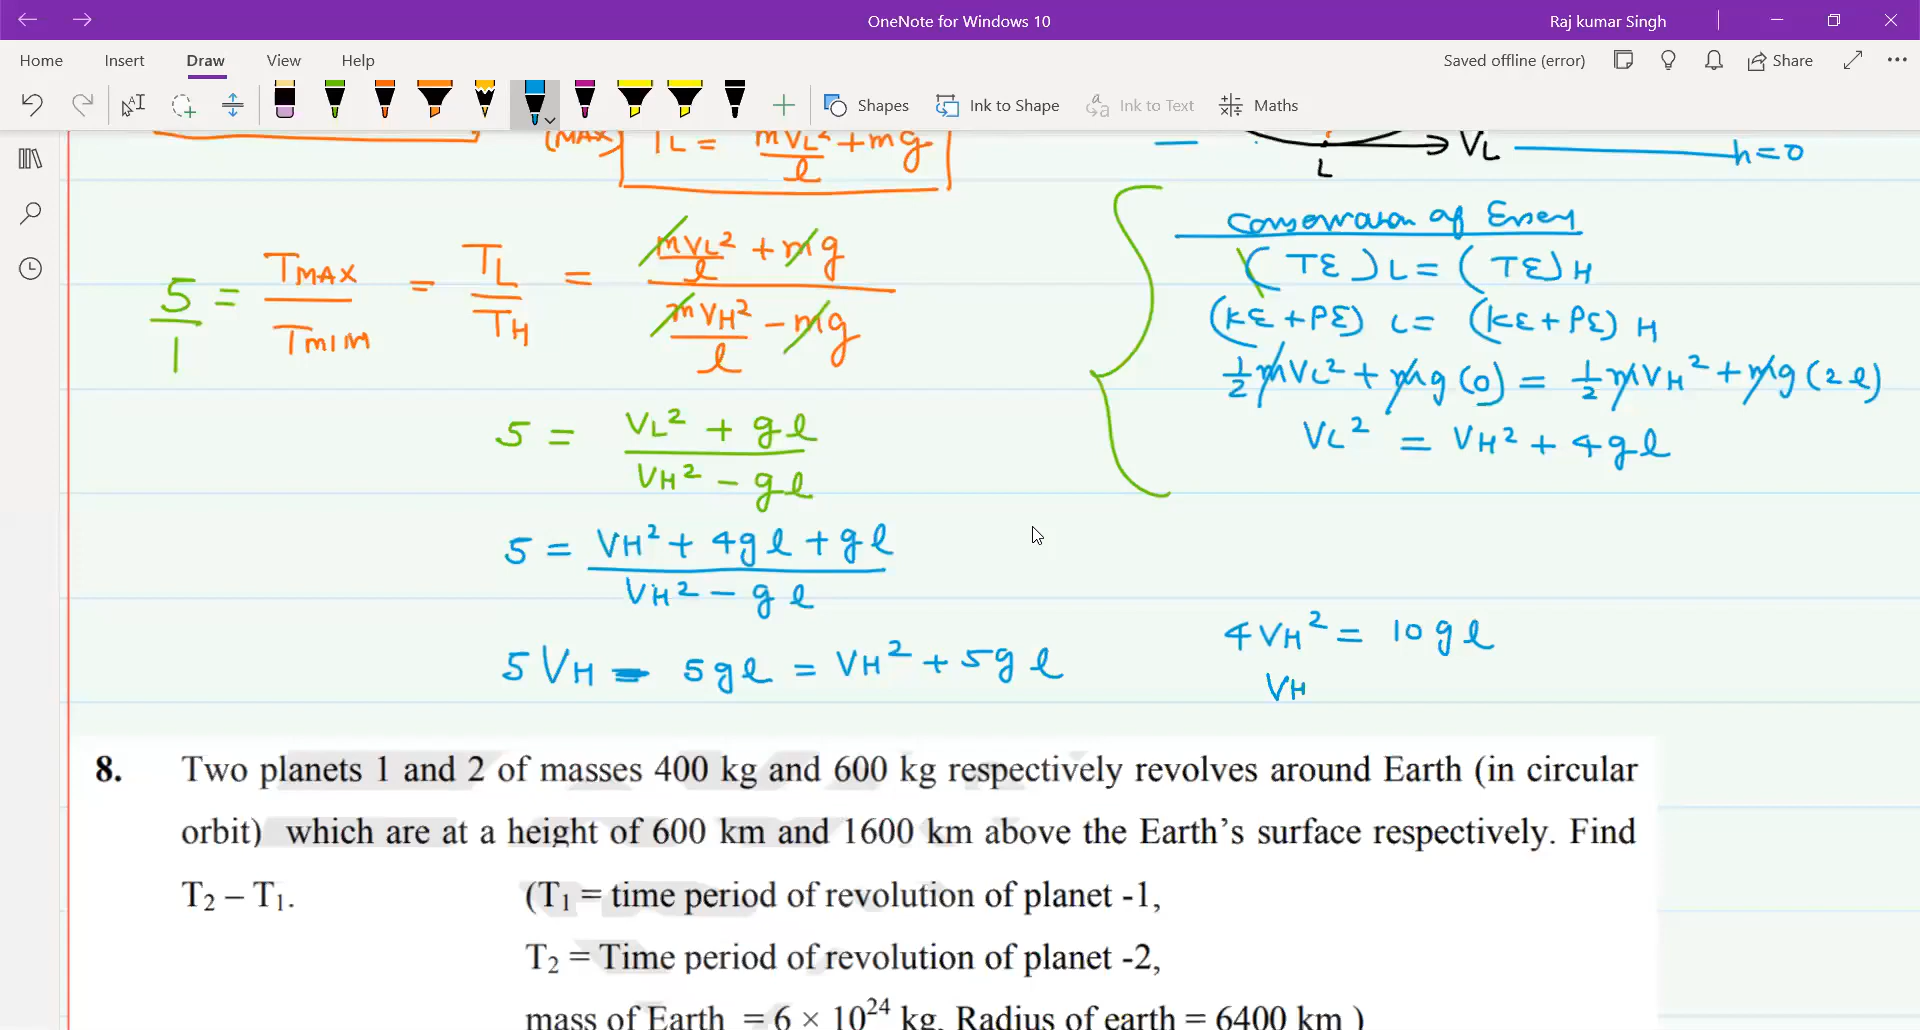 OneNote for Windows 10
Raj kumar Singh
Home Insert Draw View Help
Saved offline (error) Share
Shapes Ink to Shape Ink to Text Maths
(MAX) TL = mVL²/l + mg
VL h=0
L
Conservation of Energy
5/1 = TMAX/TMIM = TL/TH = (mVL²/l + mg)/(mVH²/l − mg)
(TE)L = (TE)H
(KE+PE)L = (KE+PE)H
½mVL² + mg(0) = ½mVH² + mg(2l)
5 = (VL² + gl)/(VH² − gl)
VL² = VH² + 4gl
5 = (VH² + 4gl + gl)/(VH² − gl)
5VH − 5gl = VH² + 5gl
4VH² = 10gl
VH
8. Two planets 1 and 2 of masses 400 kg and 600 kg respectively revolves around Earth (in circular
orbit) which are at a height of 600 km and 1600 km above the Earth's surface respectively. Find
T₂ – T₁. (T₁ = time period of revolution of planet -1,
T₂ = Time period of revolution of planet -2,
mass of Earth = 6 × 10²⁴ kg, Radius of earth = 6400 km )